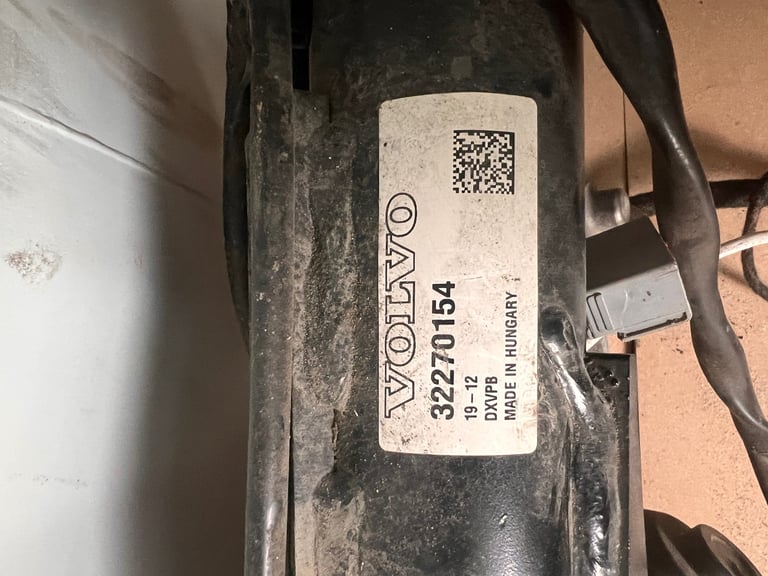 VOLVO
32270154
19-12
DXVPB
MADE IN HUNGARY